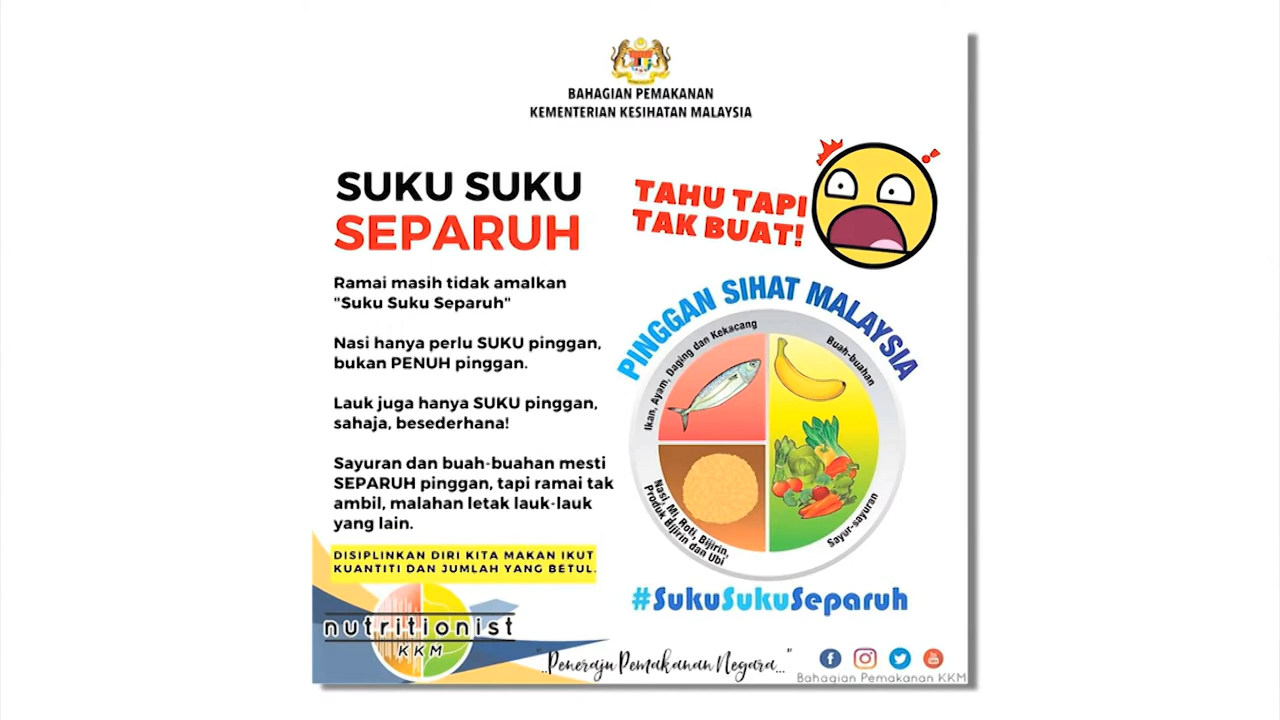 BAHAGIAN PEMAKANAN
KEMENTERIAN KESIHATAN MALAYSIA
SUKU SUKU
SEPARUH
TAHU TAPI
TAK BUAT!
Ramai masih tidak amalkan
"Suku Suku Separuh"
Nasi hanya perlu SUKU pinggan,
bukan PENUH pinggan.
Lauk juga hanya SUKU pinggan,
sahaja, besederhana!
Sayuran dan buah-buahan mesti
SEPARUH pinggan, tapi ramai tak
ambil, malahan letak lauk-lauk
yang lain.
DISIPLINKAN DIRI KITA MAKAN IKUT
KUANTITI DAN JUMLAH YANG BETUL.
PINGGAN SIHAT MALAYSIA
Ikan, Ayam, Daging dan Kekacang
Buah-buahan
Nasi, Mi, Roti, Bijirin,
Produk Bijirin dan Ubi
Sayur-sayuran
#SukuSukuSeparuh
nutritionist
KKM
"..Peneraju Pemakanan Negara..."
Bahagian Pemakanan KKM